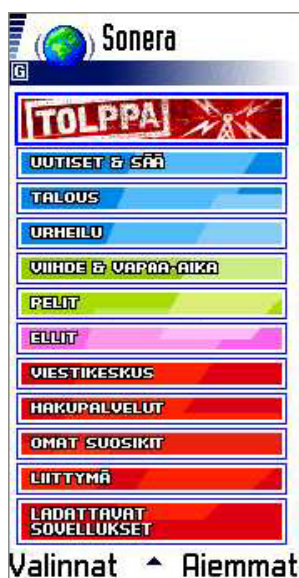 Sonera
G
TOLPPA
UUTISET & SÄÄ
TALOUS
URHEILU
VIIHDE & VAPAA-AIKA
PELIT
ELLIT
VIESTIKESKUS
HAKUPALVELUT
OMAT SUOSIKIT
LIITTYMÄ
LADATTAVAT
SOVELLUKSET
Valinnat Aiemmat